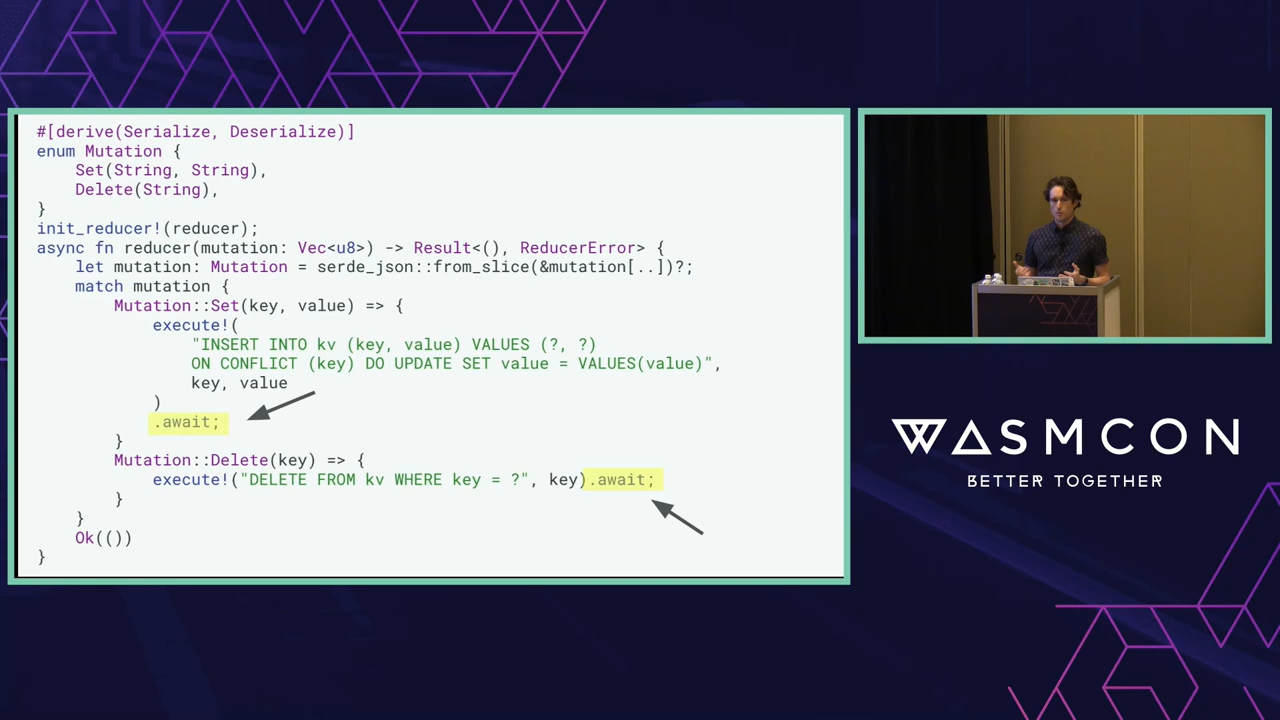 #[derive(Serialize, Deserialize)]
enum Mutation {
    Set(String, String),
    Delete(String),
}
init_reducer!(reducer);
async fn reducer(mutation: Vec<u8>) -> Result<(), ReducerError> {
    let mutation: Mutation = serde_json::from_slice(&mutation[..])?;
    match mutation {
        Mutation::Set(key, value) => {
            execute!(
                "INSERT INTO kv (key, value) VALUES (?, ?)
                ON CONFLICT (key) DO UPDATE SET value = VALUES(value)",
                key, value
            )
            .await;
        }
        Mutation::Delete(key) => {
            execute!("DELETE FROM kv WHERE key = ?", key).await;
        }
    }
    Ok(())
}
WASMCON
BETTER TOGETHER